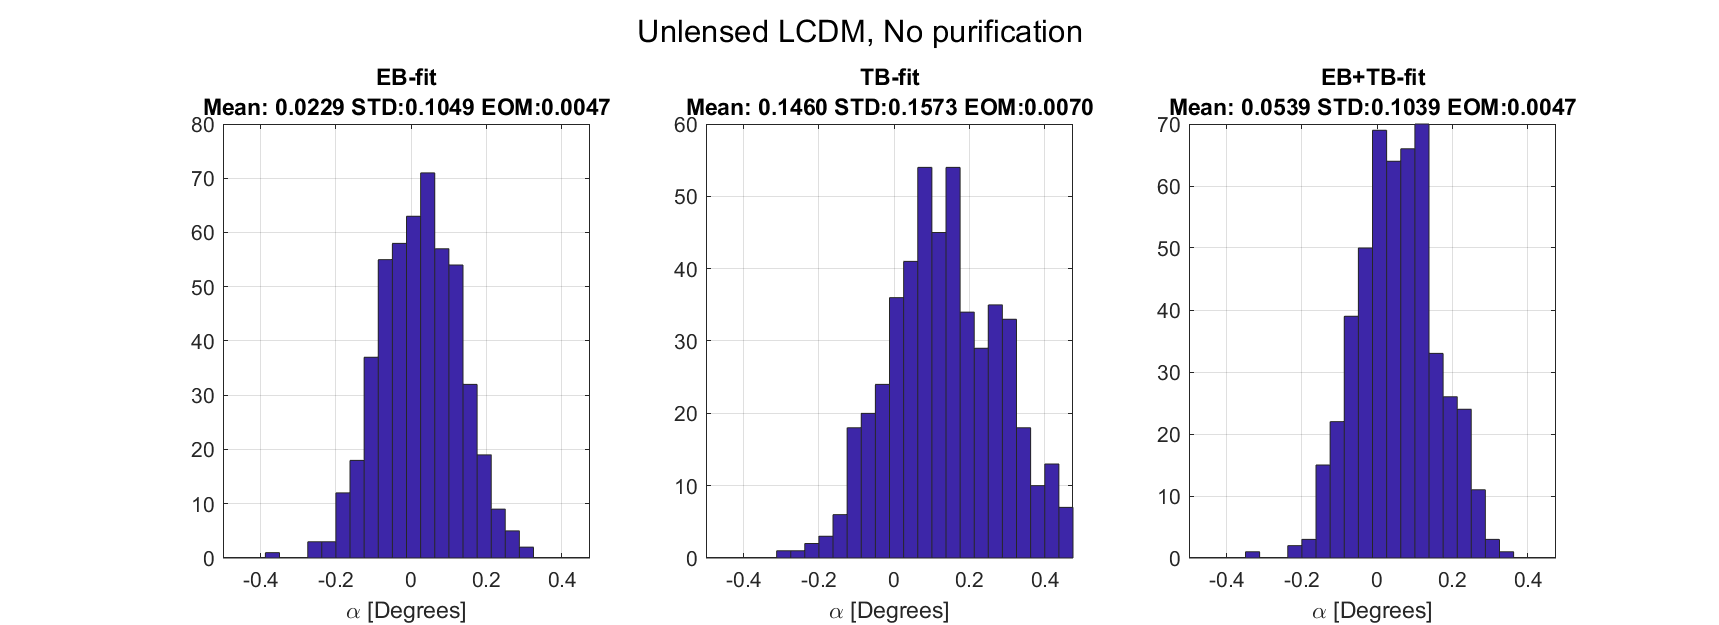 Unlensed LCDM, No purification
EB-fit
Mean: 0.0229 STD:0.1049 EOM:0.0047
80
70
60
50
40
30
20
10
0
-0.4 -0.2 0 0.2 0.4
α [Degrees]
TB-fit
Mean: 0.1460 STD:0.1573 EOM:0.0070
60
50
40
30
20
10
0
-0.4 -0.2 0 0.2 0.4
α [Degrees]
EB+TB-fit
Mean: 0.0539 STD:0.1039 EOM:0.0047
70
60
50
40
30
20
10
0
-0.4 -0.2 0 0.2 0.4
α [Degrees]